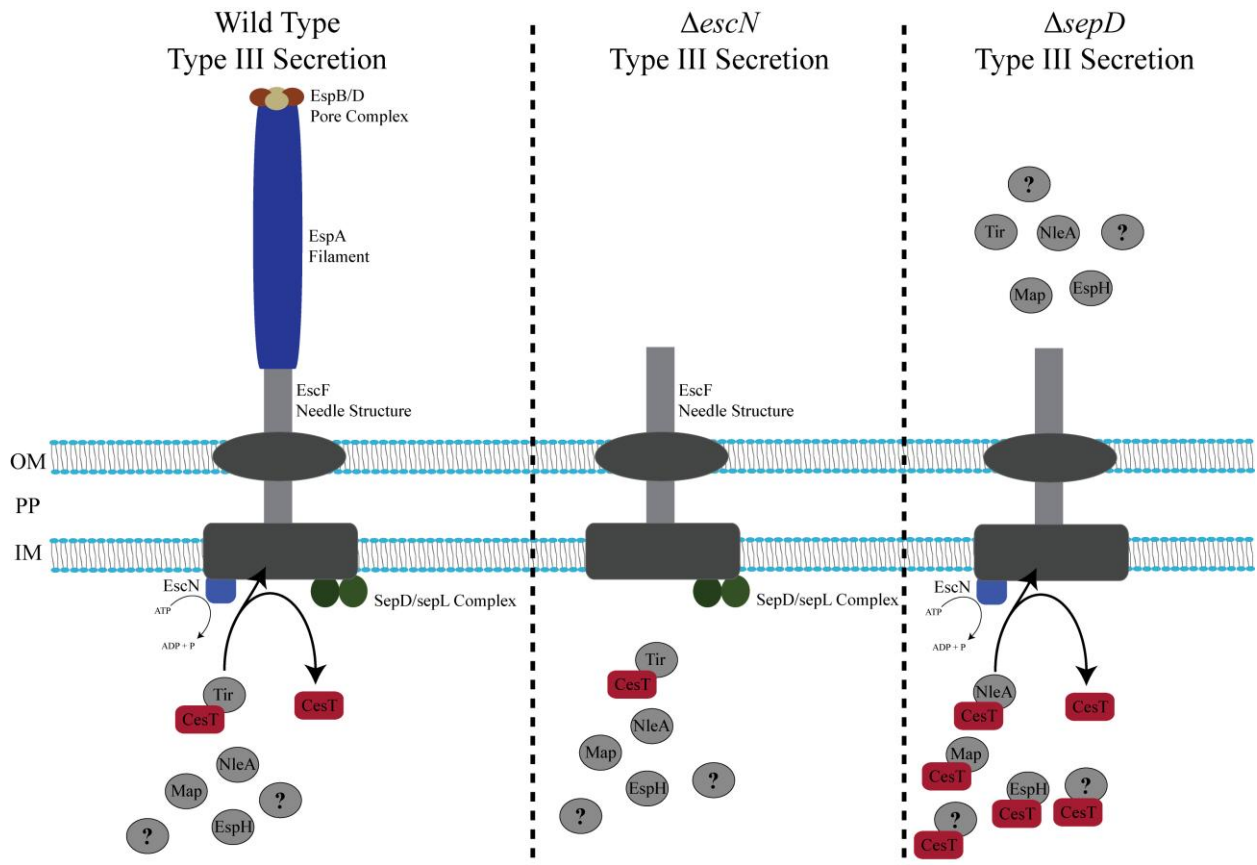 Wild Type
Type III Secretion
EspB/D
Pore Complex
EspA
Filament
EscF
Needle Structure
OM
PP
IM
EscN
ATP
ADP + P
SepD/sepL Complex
Tir
CesT
CesT
NleA
Map
?
EspH
?
ΔescN
Type III Secretion
EscF
Needle Structure
SepD/sepL Complex
Tir
CesT
NleA
Map
EspH
?
?
ΔsepD
Type III Secretion
?
Tir
NleA
?
Map
EspH
EscN
ATP
ADP + P
NleA
CesT
CesT
Map
CesT
EspH
CesT
?
CesT
?
CesT